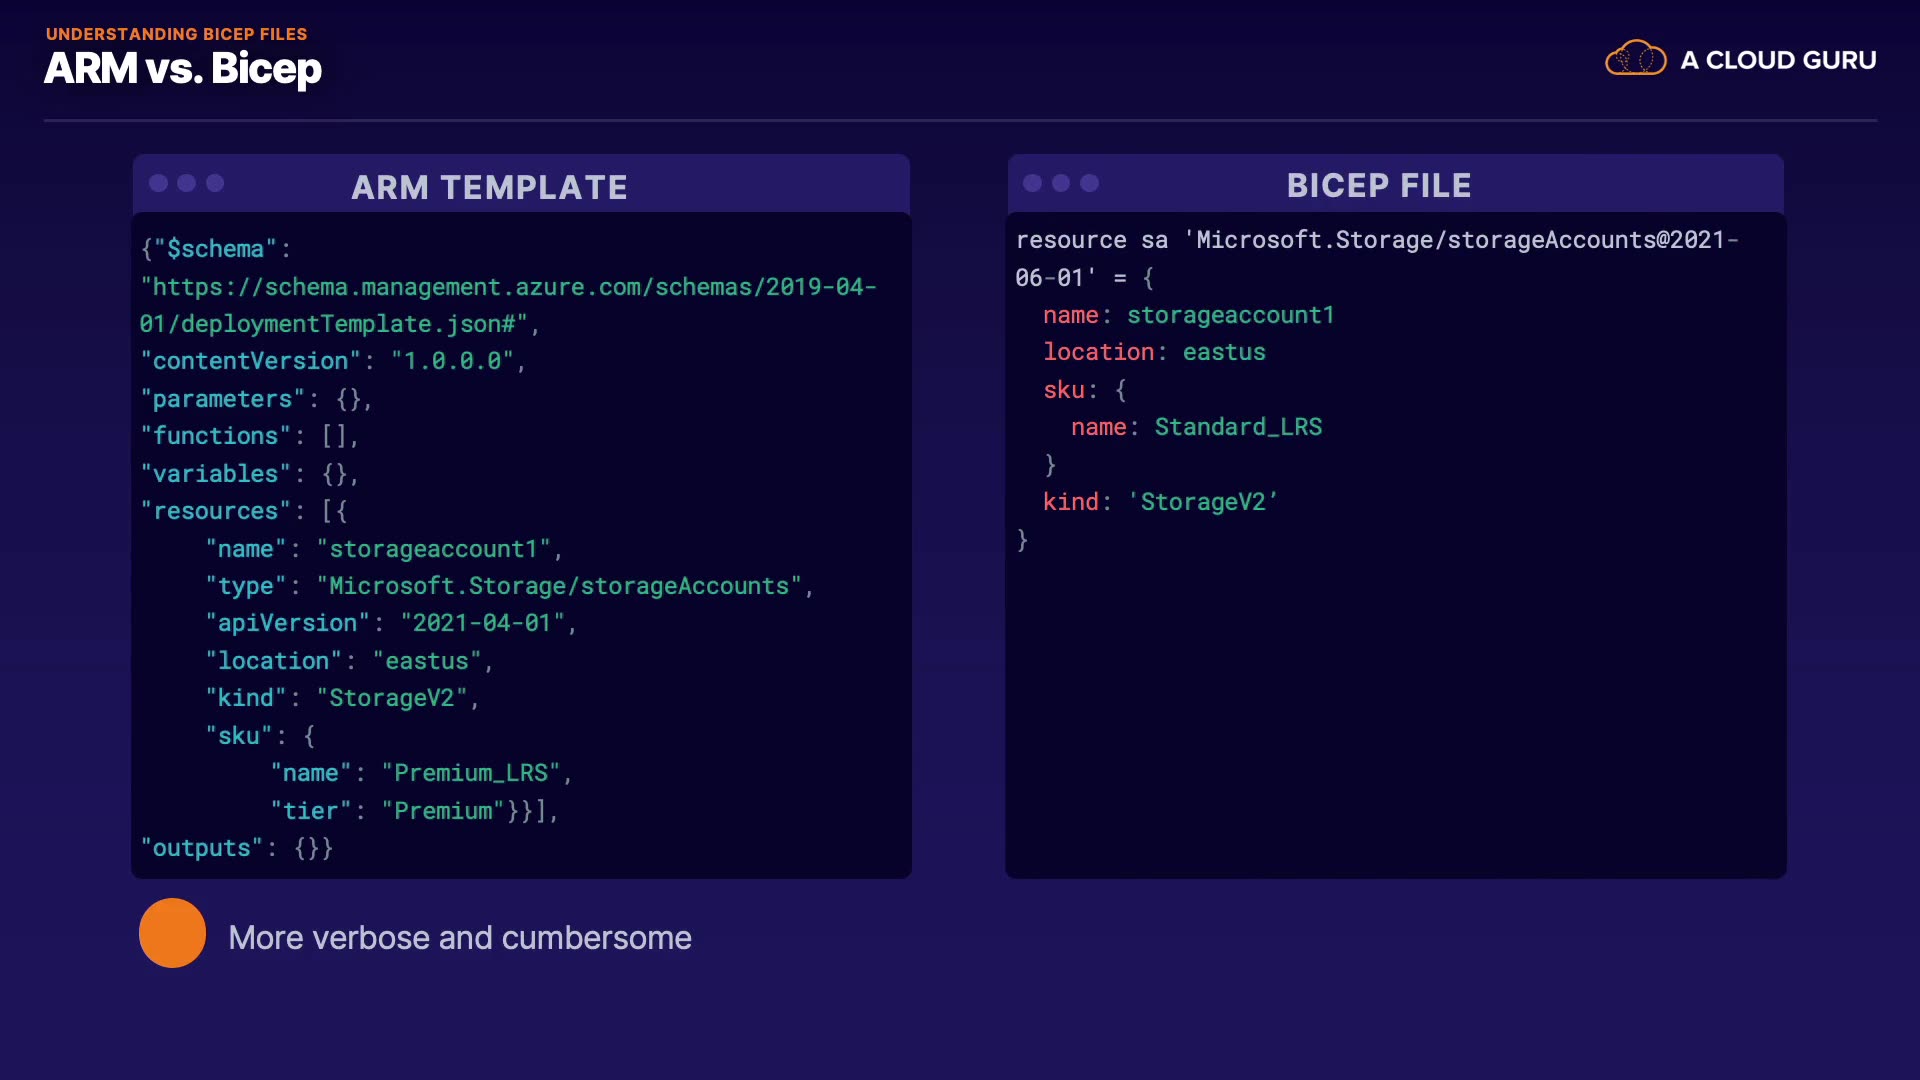 UNDERSTANDING BICEP FILES
ARM vs. Bicep
A CLOUD GURU
ARM TEMPLATE
{"$schema":
"https://schema.management.azure.com/schemas/2019-04-
01/deploymentTemplate.json#",
"contentVersion": "1.0.0.0",
"parameters": {},
"functions": [],
"variables": {},
"resources": [{
"name": "storageaccount1",
"type": "Microsoft.Storage/storageAccounts",
"apiVersion": "2021-04-01",
"location": "eastus",
"kind": "StorageV2",
"sku": {
"name": "Premium_LRS",
"tier": "Premium"}}],
"outputs": {}}
More verbose and cumbersome
BICEP FILE
resource sa 'Microsoft.Storage/storageAccounts@2021-
06-01' = {
name: storageaccount1
location: eastus
sku: {
name: Standard_LRS
}
kind: 'StorageV2’
}